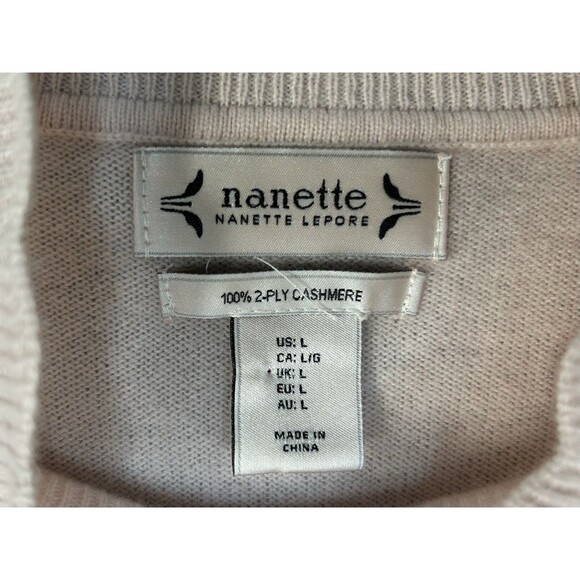 nanette
NANETTE LEPORE
100% 2-PLY CASHMERE
US: L
CA: L/G
UK: L
EU: L
AU: L
MADE IN
CHINA